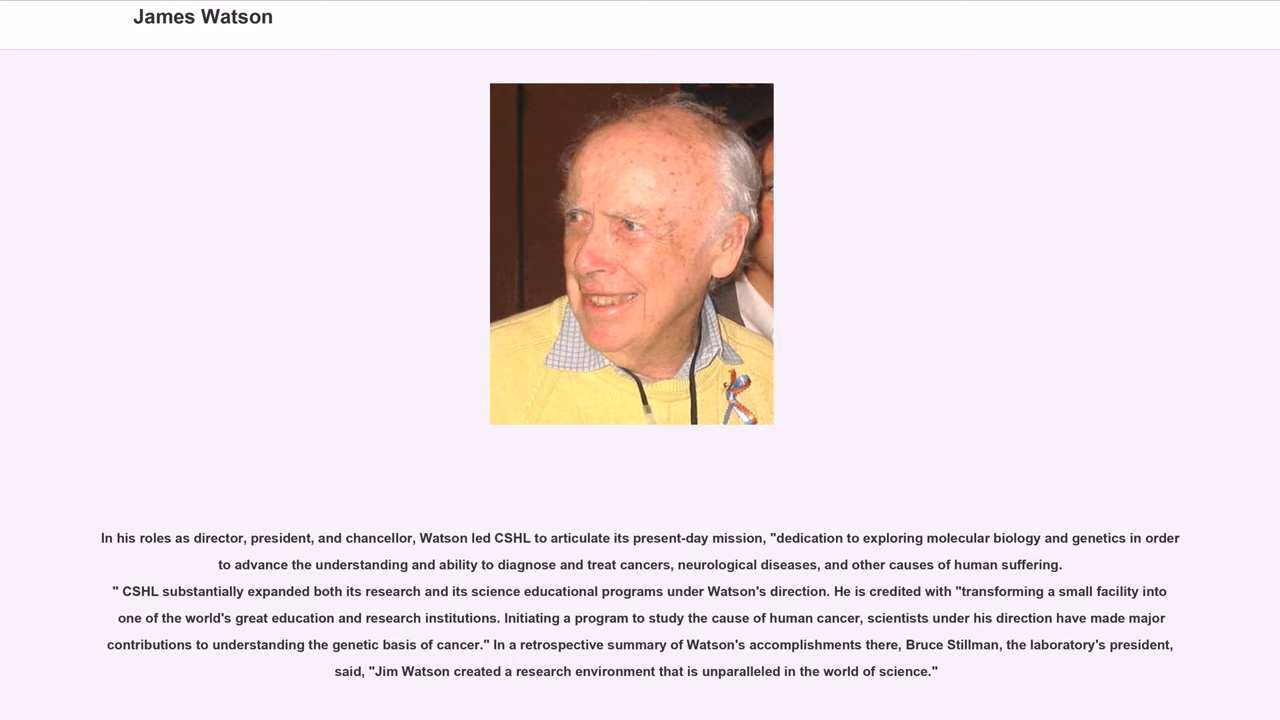 James Watson
In his roles as director, president, and chancellor, Watson led CSHL to articulate its present-day mission, "dedication to exploring molecular biology and genetics in order
to advance the understanding and ability to diagnose and treat cancers, neurological diseases, and other causes of human suffering.
" CSHL substantially expanded both its research and its science educational programs under Watson's direction. He is credited with "transforming a small facility into
one of the world's great education and research institutions. Initiating a program to study the cause of human cancer, scientists under his direction have made major
contributions to understanding the genetic basis of cancer." In a retrospective summary of Watson's accomplishments there, Bruce Stillman, the laboratory's president,
said, "Jim Watson created a research environment that is unparalleled in the world of science."